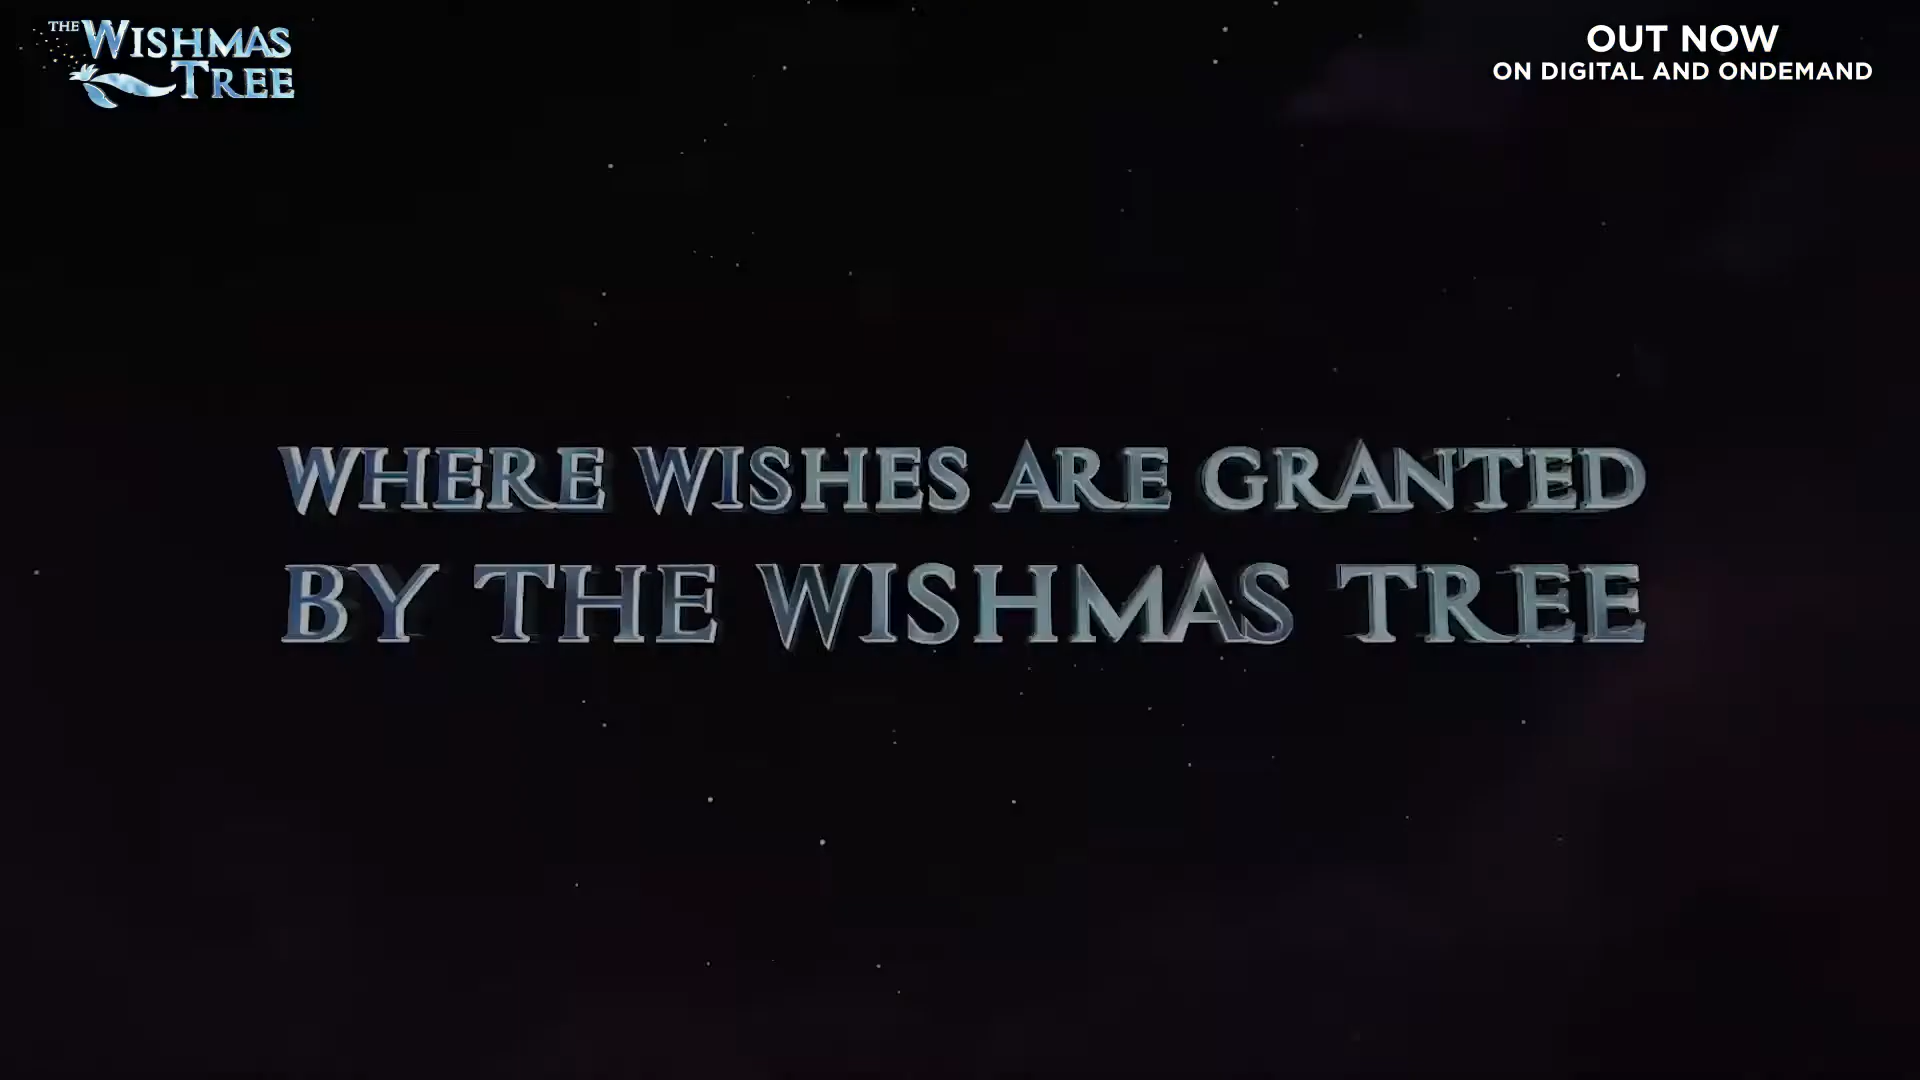 THE WISHMAS
TREE
OUT NOW
ON DIGITAL AND ONDEMAND
WHERE WISHES ARE GRANTED
BY THE WISHMAS TREE